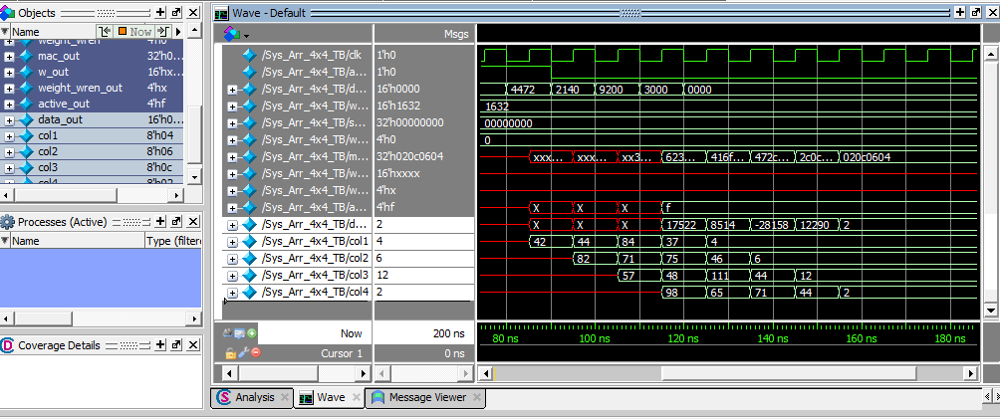 Objects
Name
Now
weight_wren 4'h0
mac_out 32'h0...
w_out 16'hx...
weight_wren_out 4'hx
active_out 4'hf
data_out 16'h0...
col1 8'h04
col2 8'h06
col3 8'h0c
col4 8'h02
Processes (Active)
Name Type (filtere
Coverage Details
Wave - Default
Msgs
/Sys_Arr_4x4_TB/clk 1'h0
/Sys_Arr_4x4_TB/a... 1'h0
/Sys_Arr_4x4_TB/d... 16'h0000 4472 2140 9200 3000 0000
/Sys_Arr_4x4_TB/w... 16'h1632 1632
/Sys_Arr_4x4_TB/s... 32'h00000000 00000000
/Sys_Arr_4x4_TB/w... 4'h0 0
/Sys_Arr_4x4_TB/m... 32'h020c0604 xxx... xxx... xx3... 623... 416f... 472c... 2c0c... 020c0604
/Sys_Arr_4x4_TB/w... 16'hxxxx
/Sys_Arr_4x4_TB/w... 4'hx
/Sys_Arr_4x4_TB/a... 4'hf X X X f
/Sys_Arr_4x4_TB/d... 2 X X X 17522 8514 -28158 12290 2
/Sys_Arr_4x4_TB/col1 4 42 44 84 37 4
/Sys_Arr_4x4_TB/col2 6 82 71 75 46 6
/Sys_Arr_4x4_TB/col3 12 57 48 111 44 12
/Sys_Arr_4x4_TB/col4 2 98 65 71 44 2
Now 200 ns 80 ns 100 ns 120 ns 140 ns 160 ns 180 ns
Cursor 1 0 ns
Analysis Wave Message Viewer